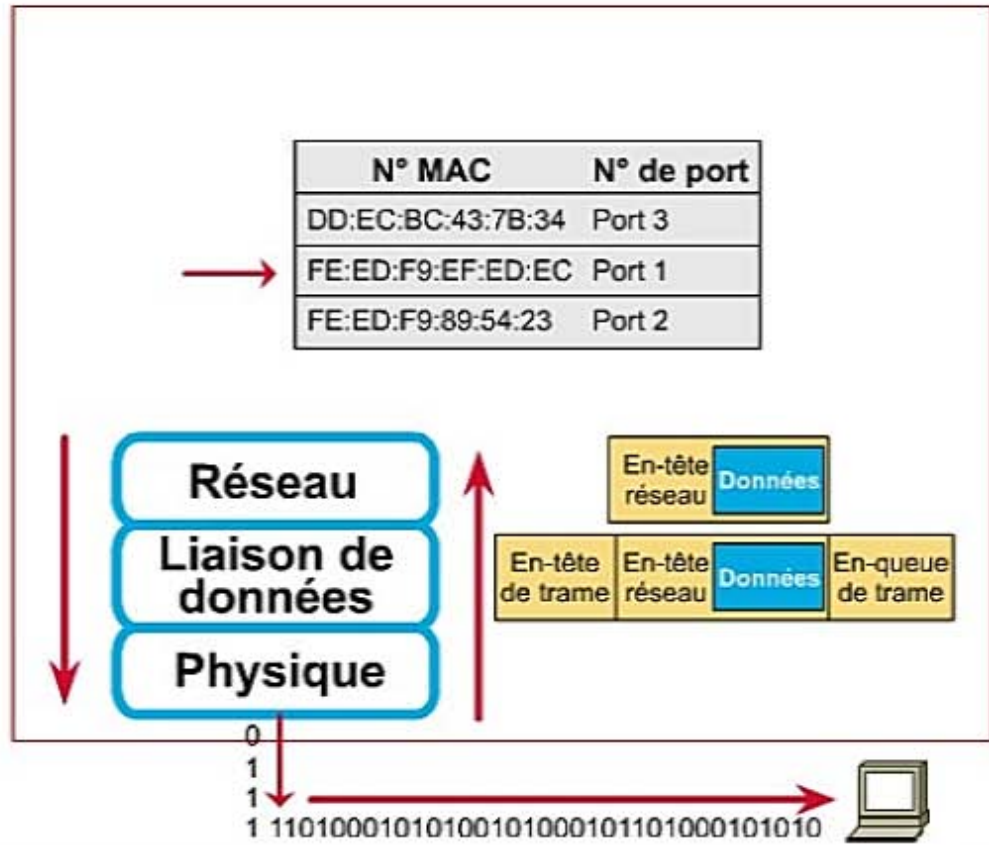 N° MAC N° de port
DD:EC:BC:43:7B:34 Port 3
FE:ED:F9:EF:ED:EC Port 1
FE:ED:F9:89:54:23 Port 2
Réseau
Liaison de
données
Physique
En-tête
réseau
Données
En-tête
de trame
En-tête
réseau
Données
En-queue
de trame
0
1
1
1 1101000101010010100010110100010101​0